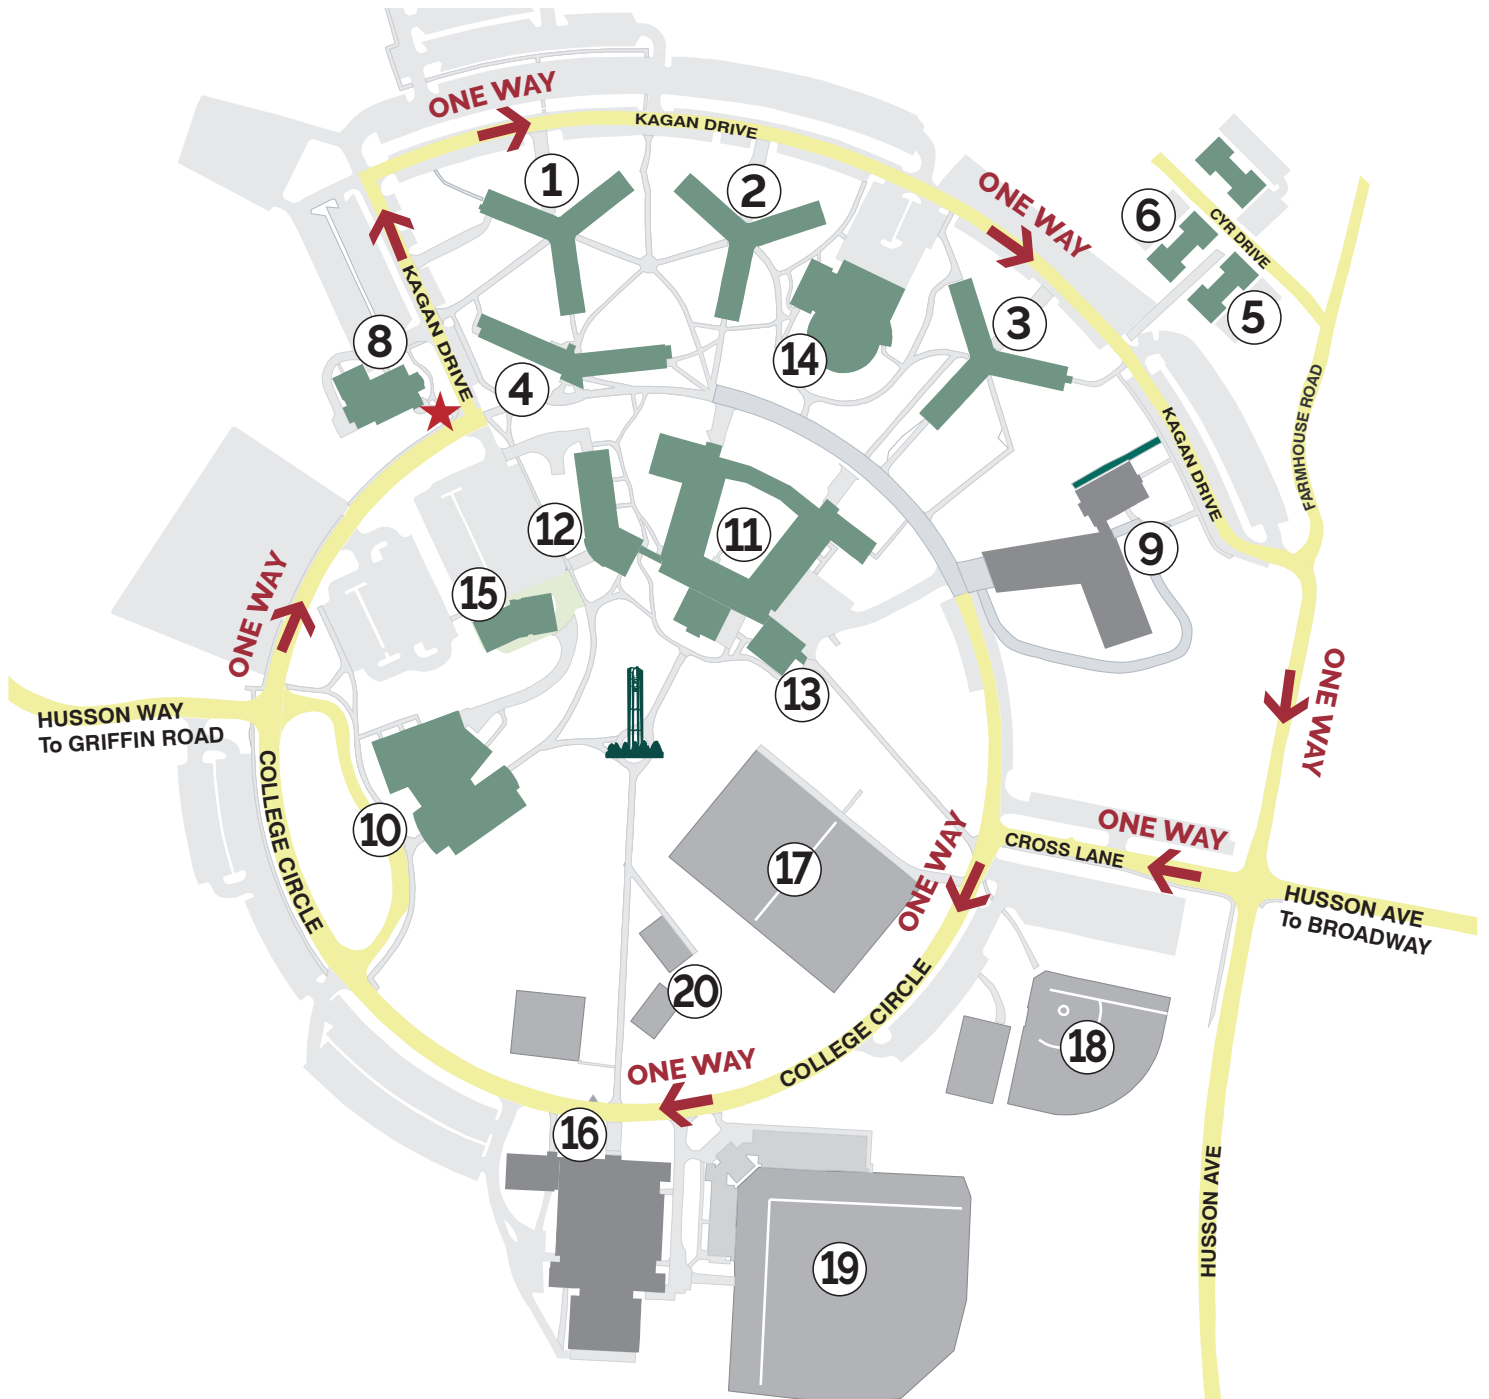 ONE WAY
KAGAN DRIVE
1
2
ONE WAY
6
CYR DRIVE
5
3
KAGAN DRIVE
8
14
4
FARMHOUSE ROAD
KAGAN DRIVE
12
11
9
15
ONE WAY
13
ONE WAY
HUSSON WAY
To GRIFFIN ROAD
COLLEGE CIRCLE
10
17
ONE WAY
CROSS LANE
ONE WAY
HUSSON AVE
To BROADWAY
20
COLLEGE CIRCLE
18
ONE WAY
16
HUSSON AVE
19